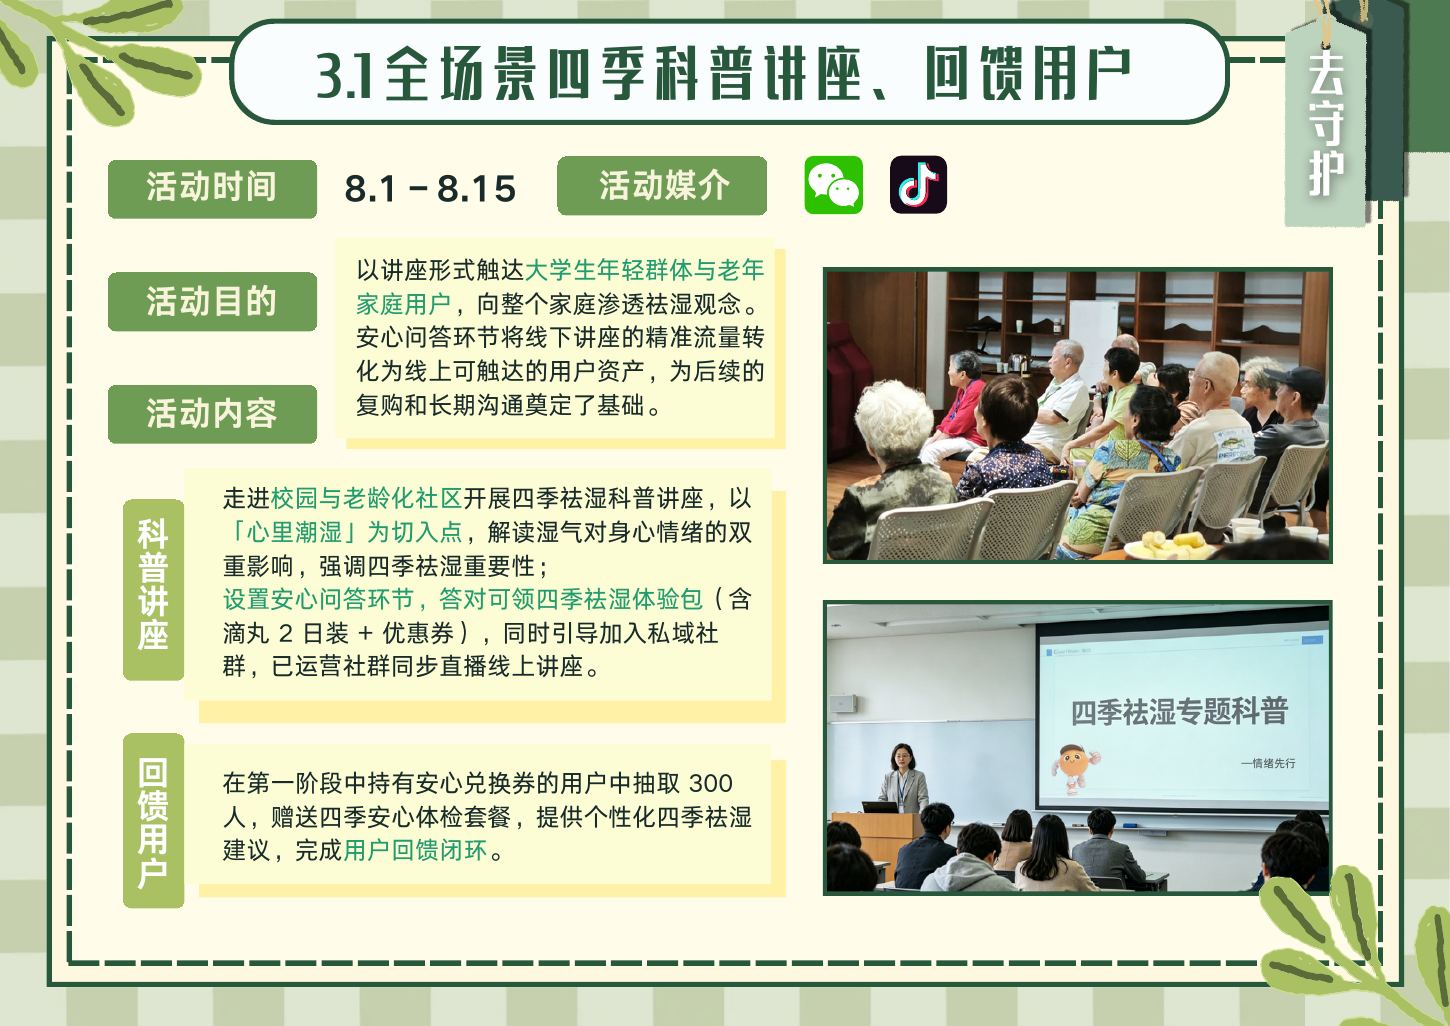 3.1全场景四季科普讲座、回馈用户
去守护
活动时间
8.1 – 8.15
活动媒介
活动目的
以讲座形式触达大学生年轻群体与老年
家庭用户，向整个家庭渗透祛湿观念。
安心问答环节将线下讲座的精准流量转
化为线上可触达的用户资产，为后续的
复购和长期沟通奠定了基础。
活动内容
科普讲座
走进校园与老龄化社区开展四季祛湿科普讲座，以
「心里潮湿」为切入点，解读湿气对身心情绪的双
重影响，强调四季祛湿重要性；
设置安心问答环节，答对可领四季祛湿体验包（含
滴丸 2 日装 + 优惠券），同时引导加入私域社
群，已运营社群同步直播线上讲座。
回馈用户
在第一阶段中持有安心兑换券的用户中抽取 300
人，赠送四季安心体检套餐，提供个性化四季祛湿
建议，完成用户回馈闭环。
四季祛湿专题科普
—情绪先行